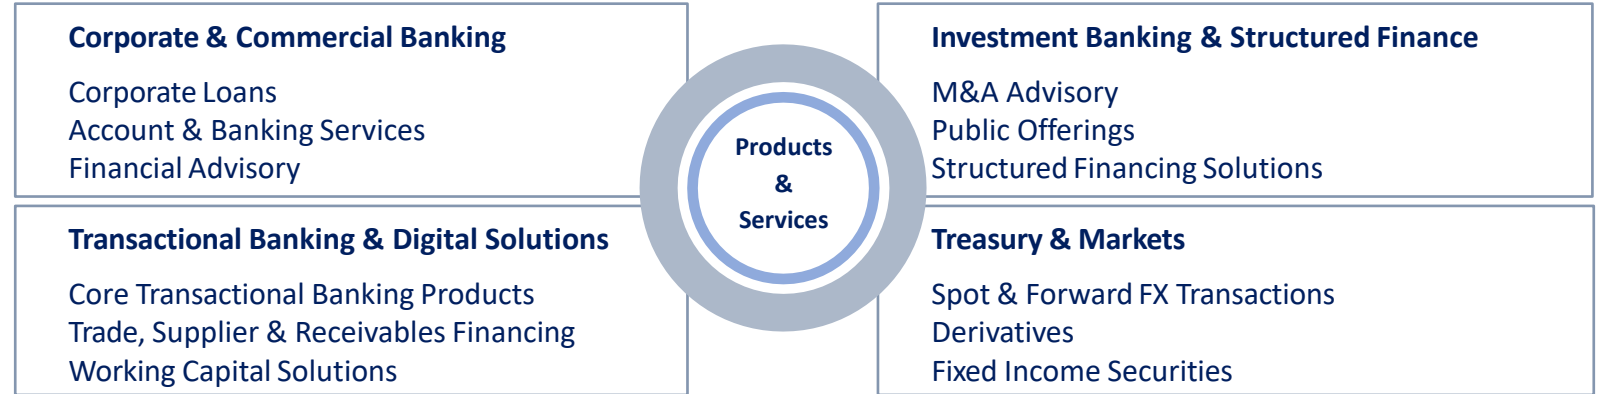 Corporate & Commercial Banking
Corporate Loans
Account & Banking Services
Financial Advisory
Investment Banking & Structured Finance
M&A Advisory
Public Offerings
Structured Financing Solutions
Products
&
Services
Transactional Banking & Digital Solutions
Core Transactional Banking Products
Trade, Supplier & Receivables Financing
Working Capital Solutions
Treasury & Markets
Spot & Forward FX Transactions
Derivatives
Fixed Income Securities